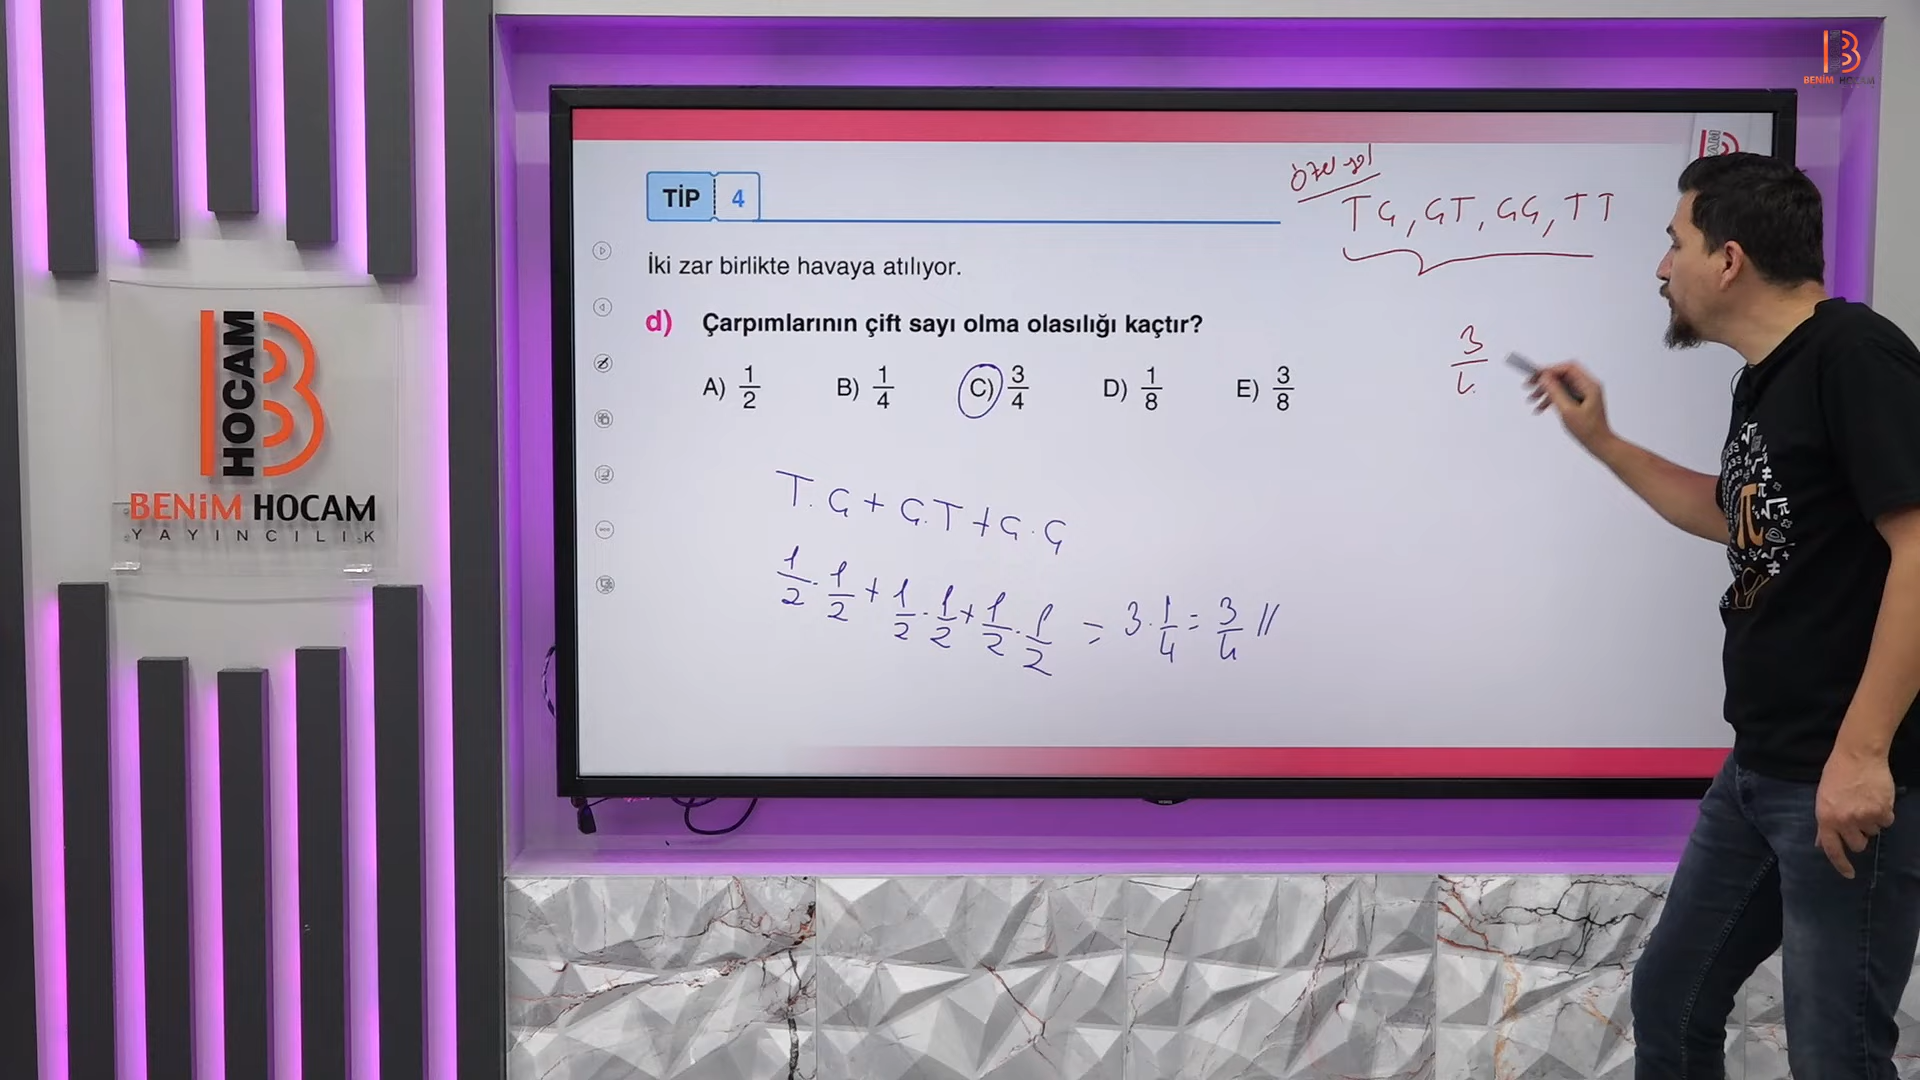 BENİM HOCAM
HOCAM
BENİM HOCAM
YAYINCILIK
TİP 4
İki zar birlikte havaya atılıyor.
d) Çarpımlarının çift sayı olma olasılığı kaçtır?
A) 1/2 B) 1/4 C) 3/4 D) 1/8 E) 3/8
T.Ç + Ç.T + Ç.Ç
1/2 . 1/2 + 1/2 . 1/2 + 1/2 . 1/2 = 3 . 1/4 = 3/4 //
özel sol
TÇ, ÇT, ÇÇ, TT
3/4